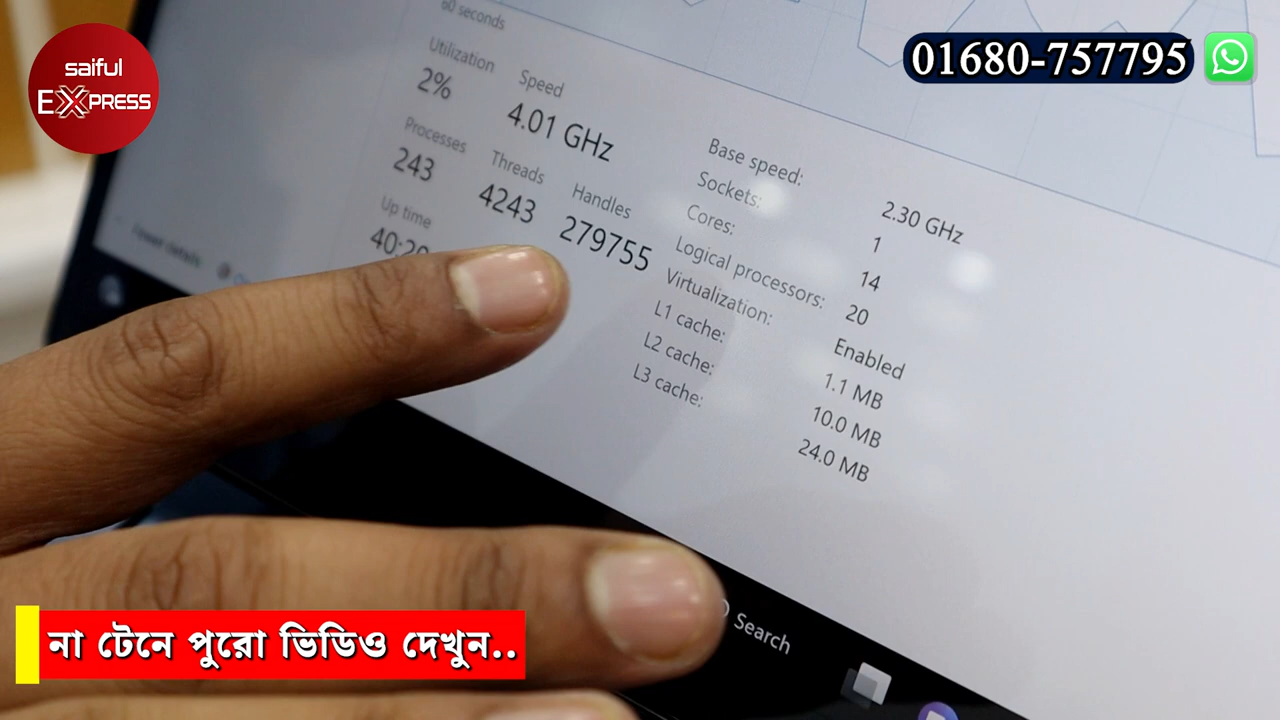 saiful
EXPRESS
01680-757795
60 seconds
Utilization
Speed
2%
4.01 GHz
Processes
Threads
Handles
243
4243
279755
Up time
Base speed:
2.30 GHz
Sockets:
1
Cores:
14
Logical processors:
20
Virtualization:
Enabled
L1 cache:
1.1 MB
L2 cache:
10.0 MB
L3 cache:
24.0 MB
Search
না টেনে পুরো ভিডিও দেখুন..